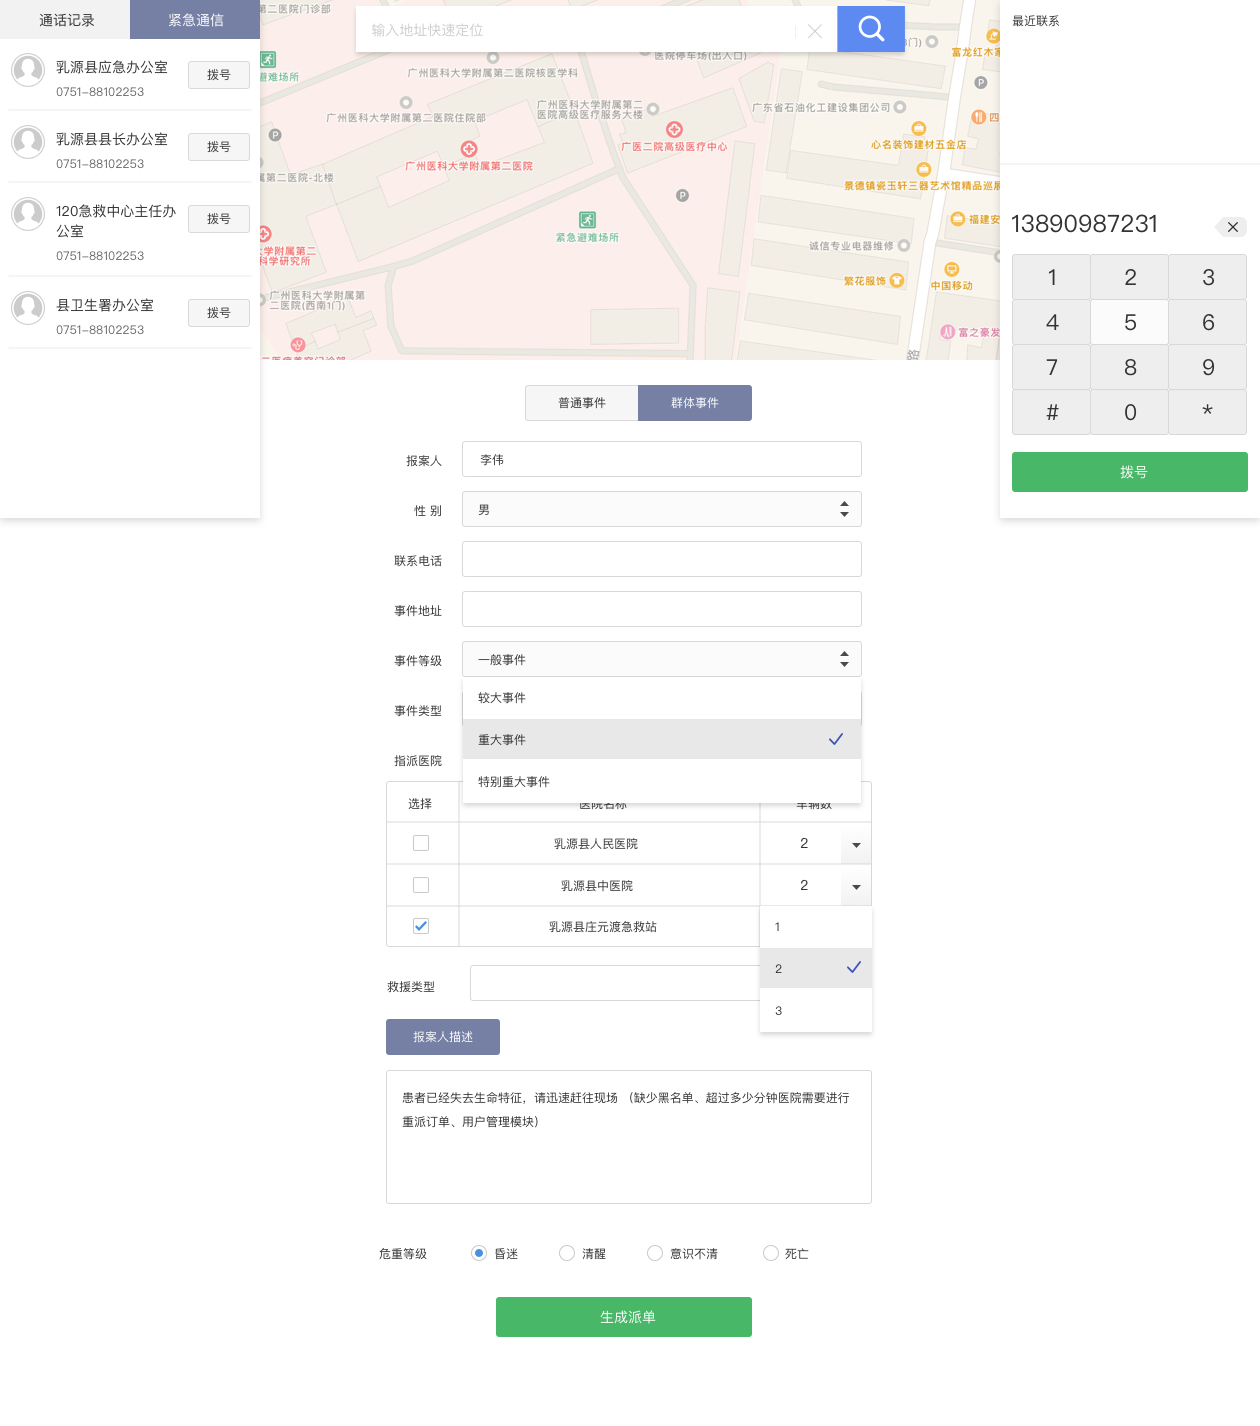 通话记录
紧急通信
乳源县应急办公室
0751-88102253
拨号
乳源县县长办公室
0751-88102253
拨号
120急救中心主任办
公室
0751-88102253
拨号
县卫生署办公室
0751-88102253
拨号
输入地址快速定位
第二医院门诊部
避难场所
医院停车场(出入口)
广州医科大学附属第二医院核医学科
广州医科大学附属第二医院住院部
广州医科大学附属第二
医院高级医疗服务大楼
广东省石油化工建设集团公司
富龙红木家
P
P
四
心名装饰建材五金店
广医二院高级医疗中心
广州医科大学附属第二医院
属第二医院-北楼
景德镇瓷玉轩三器艺术馆精品巡展
P
福建安
紧急避难场所
诚信专业电器维修
大学附属第二
科学研究所
繁花服饰
中国移动
广州医科大学附属第
二医院(西南1门)
富之豪发
路
二医疗美容门诊部
最近联系
13890987231
1
2
3
4
5
6
7
8
9
#
0
*
拨号
普通事件
群体事件
报案人
李伟
性 别
男
联系电话
事件地址
事件等级
一般事件
较大事件
事件类型
重大事件
指派医院
特别重大事件
选择
医院名称
车辆数
乳源县人民医院
2
乳源县中医院
2
乳源县庄元渡急救站
1
2
3
救援类型
报案人描述
患者已经失去生命特征，请迅速赶往现场 （缺少黑名单、超过多少分钟医院需要进行
重派订单、用户管理模块）
危重等级
昏迷
清醒
意识不清
死亡
生成派单